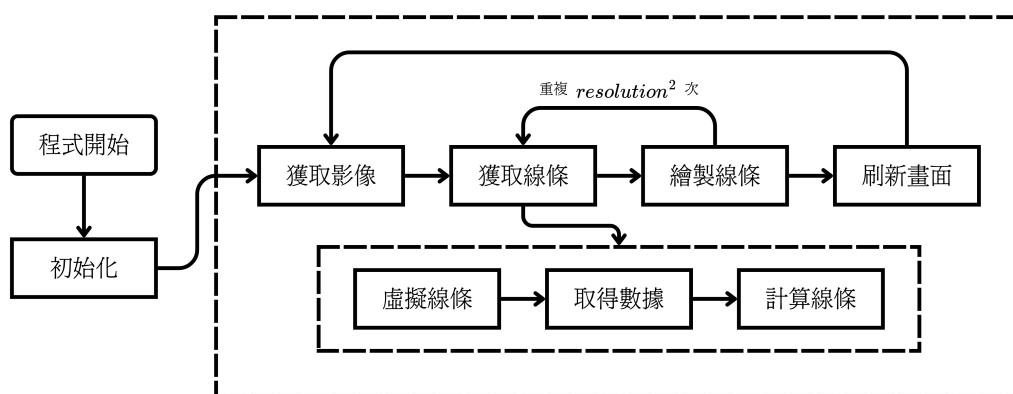 重複 resolution² 次
程式開始
獲取影像
獲取線條
繪製線條
刷新畫面
初始化
虛擬線條
取得數據
計算線條